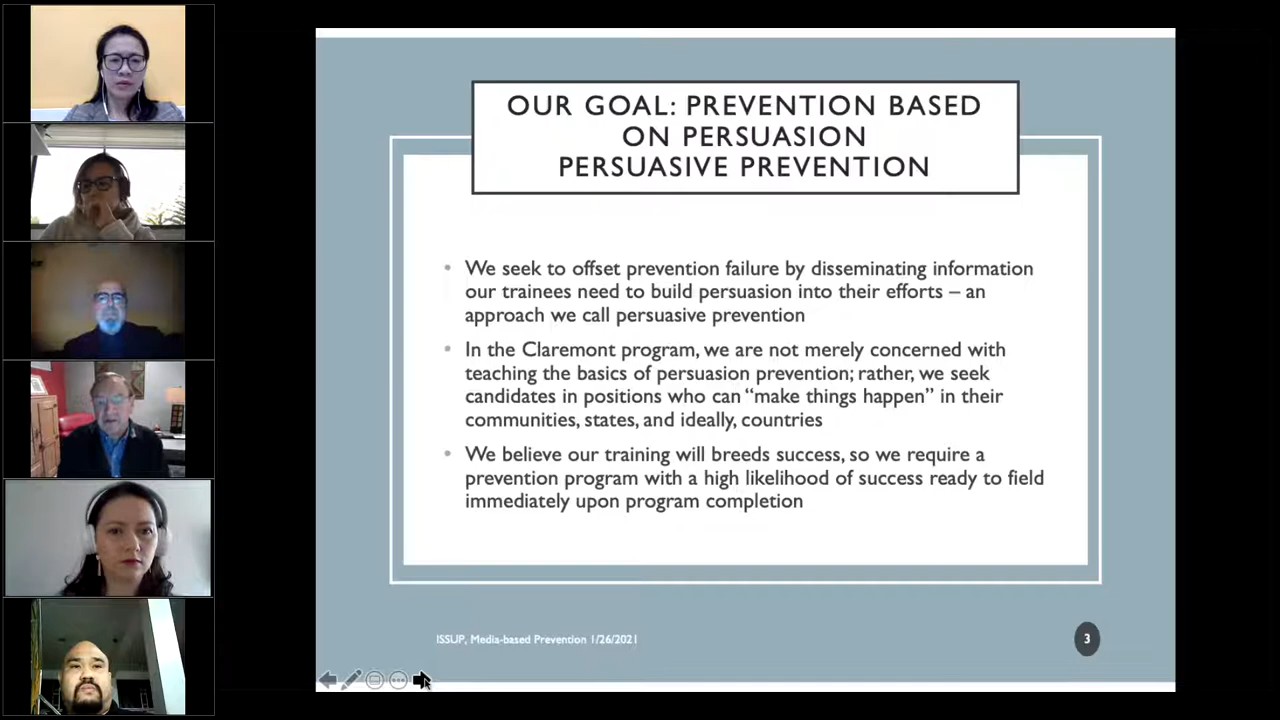 OUR GOAL: PREVENTION BASED
ON PERSUASION
PERSUASIVE PREVENTION
• We seek to offset prevention failure by disseminating information
our trainees need to build persuasion into their efforts – an
approach we call persuasive prevention
• In the Claremont program, we are not merely concerned with
teaching the basics of persuasion prevention; rather, we seek
candidates in positions who can “make things happen” in their
communities, states, and ideally, countries
• We believe our training will breeds success, so we require a
prevention program with a high likelihood of success ready to field
immediately upon program completion
ISSUP, Media-based Prevention 1/26/2021
3